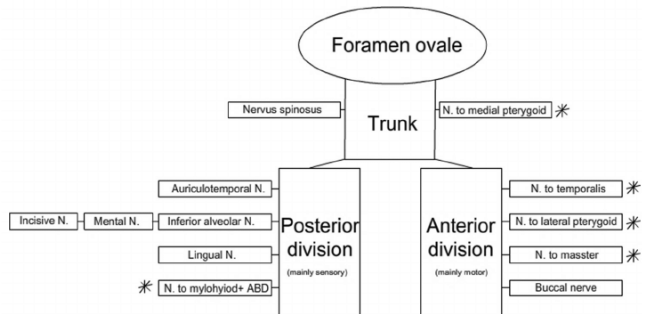 Foramen ovale
Nervus spinosus
N. to medial pterygoid
Trunk
Auriculotemporal N.
N. to temporalis
Incisive N.
Mental N.
Inferior alveolar N.
Posterior
division
(mainly sensory)
Anterior
division
(mainly motor)
N. to lateral pterygoid
Lingual N.
N. to masster
N. to mylohyiod+ ABD
Buccal nerve